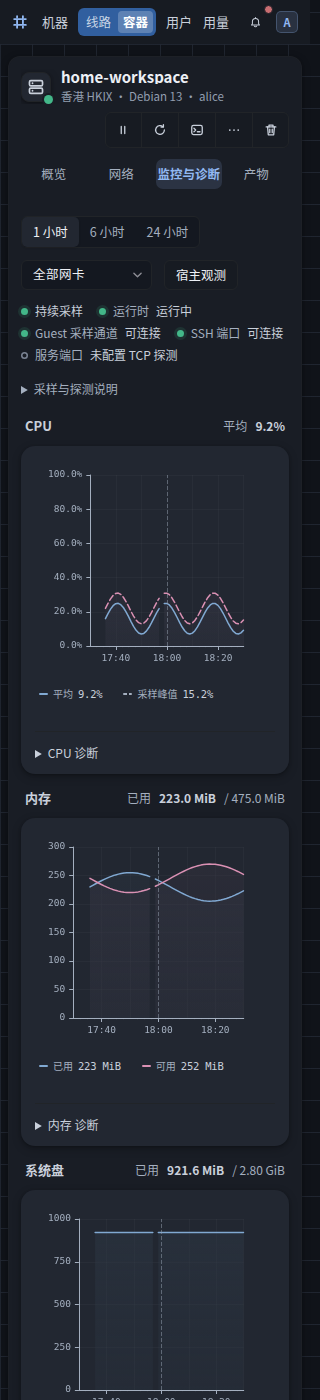 机器 线路 容器 用户 用量 A
home-workspace
香港 HKIX • Debian 13 • alice
概览 网络 监控与诊断 产物
1 小时 6 小时 24 小时
全部网卡 宿主观测
持续采样 运行时 运行中
Guest 采样通道 可连接 SSH 端口 可连接
服务端口 未配置 TCP 探测
采样与探测说明
CPU 平均 9.2%
100.0%
80.0%
60.0%
40.0%
20.0%
0.0%
17:40 18:00 18:20
平均 9.2% 采样峰值 15.2%
CPU 诊断
内存 已用 223.0 MiB / 475.0 MiB
300
250
200
150
100
50
0
17:40 18:00 18:20
已用 223 MiB 可用 252 MiB
内存 诊断
系统盘 已用 921.6 MiB / 2.80 GiB
1000
750
500
250
0
17:40 18:00 18:20